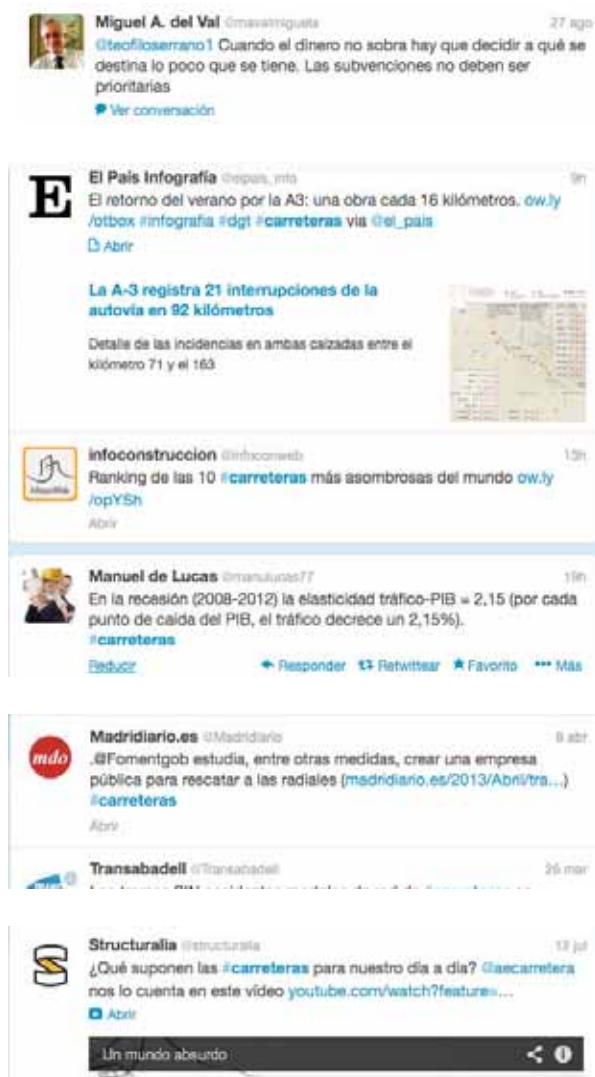 Miguel A. del Val @mavalmigueta 27 ago
@teofiloserrano1 Cuando el dinero no sobra hay que decidir a qué se
destina lo poco que se tiene. Las subvenciones no deben ser
prioritarias
Ver conversación
E
El País Infografía @elpais_info 9h
El retorno del verano por la A3: una obra cada 16 kilómetros. ow.ly
/otbox #infografia #dgt #carreteras via @el_pais
Abrir
La A-3 registra 21 interrupciones de la
autovía en 92 kilómetros
Detalle de las incidencias en ambas calzadas entre el
kilómetro 71 y el 163
infoconstruccion @infoconweb 13h
Ranking de las 10 #carreteras más asombrosas del mundo ow.ly
/opYSh
Abrir
Manuel de Lucas @manulucas77 19h
En la recesión (2008-2012) la elasticidad tráfico-PIB = 2,15 (por cada
punto de caída del PIB, el tráfico decrece un 2,15%).
#carreteras
Reducir Responder Retwittear Favorito Más
mdo
Madridiario.es @Madridiario 8 abr
.@Fomentgob estudia, entre otras medidas, crear una empresa
pública para rescatar a las radiales (madridiario.es/2013/Abril/tra...)
#carreteras
Abrir
Transabadell @Transabadell 26 mar
Structuralia @structuralia 12 jul
¿Qué suponen las #carreteras para nuestro día a día? @aecarretera
nos lo cuenta en este vídeo youtube.com/watch?feature=...
Abrir
Un mundo absurdo